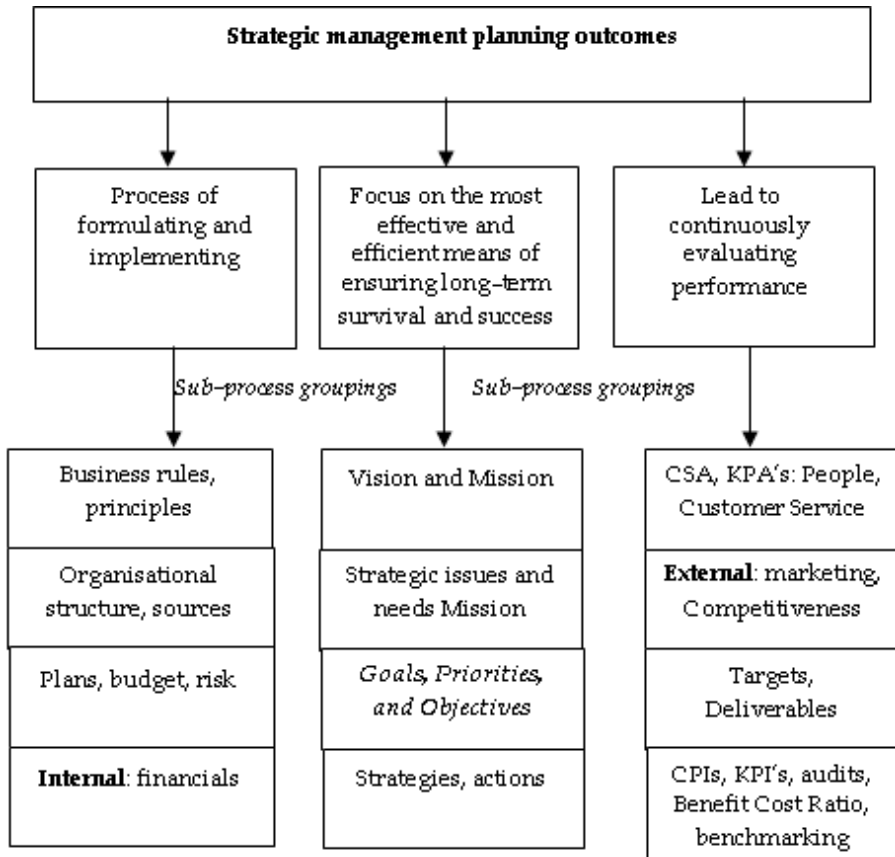 Strategic management planning outcomes
Process of
formulating and
implementing
Focus on the most
effective and
efficient means of
ensuring long-term
survival and success
Lead to
continuously
evaluating
performance
Sub-process groupings
Sub-process groupings
Business rules,
principles
Organisational
structure, sources
Plans, budget, risk
Internal: financials
Vision and Mission
Strategic issues and
needs Mission
Goals, Priorities,
and Objectives
Strategies, actions
CSA, KPA's: People,
Customer Service
External: marketing,
Competitiveness
Targets,
Deliverables
CPIs, KPI's, audits,
Benefit Cost Ratio,
benchmarking